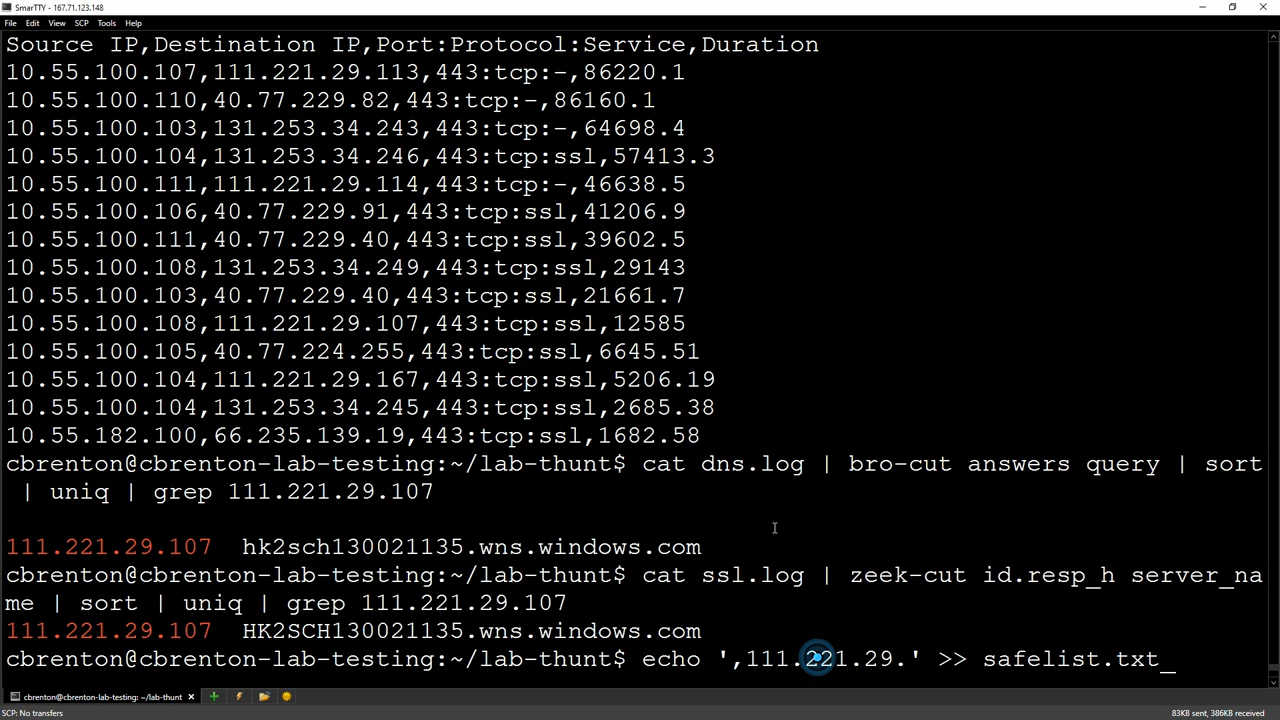 SmarTTY - 167.71.123.148
File Edit View SCP Tools Help
Source IP,Destination IP,Port:Protocol:Service,Duration
10.55.100.107,111.221.29.113,443:tcp:-,86220.1
10.55.100.110,40.77.229.82,443:tcp:-,86160.1
10.55.100.103,131.253.34.243,443:tcp:-,64698.4
10.55.100.104,131.253.34.246,443:tcp:ssl,57413.3
10.55.100.111,111.221.29.114,443:tcp:-,46638.5
10.55.100.106,40.77.229.91,443:tcp:ssl,41206.9
10.55.100.111,40.77.229.40,443:tcp:ssl,39602.5
10.55.100.108,131.253.34.249,443:tcp:ssl,29143
10.55.100.103,40.77.229.40,443:tcp:ssl,21661.7
10.55.100.108,111.221.29.107,443:tcp:ssl,12585
10.55.100.105,40.77.224.255,443:tcp:ssl,6645.51
10.55.100.104,111.221.29.167,443:tcp:ssl,5206.19
10.55.100.104,131.253.34.245,443:tcp:ssl,2685.38
10.55.182.100,66.235.139.19,443:tcp:ssl,1682.58
cbrenton@cbrenton-lab-testing:~/lab-thunt$ cat dns.log | bro-cut answers query | sort
| uniq | grep 111.221.29.107
111.221.29.107 hk2sch130021135.wns.windows.com
cbrenton@cbrenton-lab-testing:~/lab-thunt$ cat ssl.log | zeek-cut id.resp_h server_na
me | sort | uniq | grep 111.221.29.107
111.221.29.107 HK2SCH130021135.wns.windows.com
cbrenton@cbrenton-lab-testing:~/lab-thunt$ echo ',111.221.29.' >> safelist.txt_
cbrenton@cbrenton-lab-testing: ~/lab-thunt
SCP: No transfers
83KB sent, 386KB received